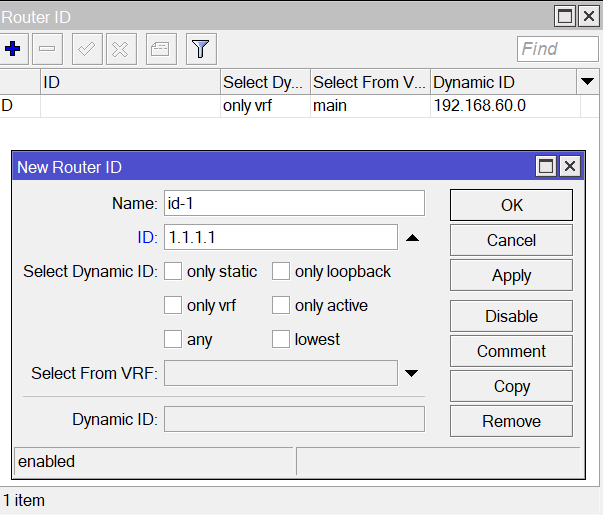 Router ID
Find
ID Select Dy... Select From V... Dynamic ID
D only vrf main 192.168.60.0
New Router ID
Name: id-1
ID: 1.1.1.1
Select Dynamic ID: only static only loopback
only vrf only active
any lowest
Select From VRF:
Dynamic ID:
OK
Cancel
Apply
Disable
Comment
Copy
Remove
enabled
1 item